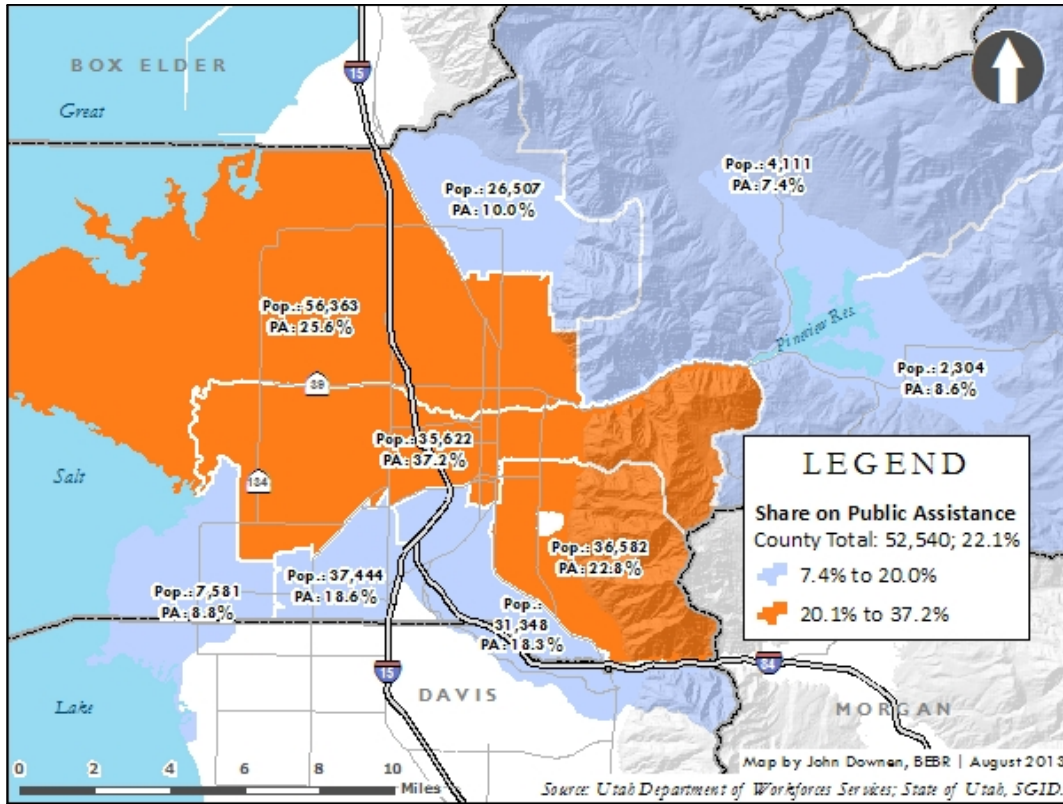 BOX ELDER
15
Great
Pop.: 4,111
PA: 7.4%
Pop.: 26,507
PA: 10.0%
Pop.: 56,363
PA: 25.6%
Pineview Res.
Pop.: 2,304
PA: 8.6%
39
Pop.: 35,622
PA: 37.2%
Salt
134
LEGEND
Share on Public Assistance
County Total: 52,540; 22.1%
7.4% to 20.0%
20.1% to 37.2%
Pop.: 36,582
PA: 22.8%
Pop.: 37,444
PA: 18.6%
Pop.: 7,581
PA: 8.8%
Pop.:
31,348
PA: 18.3%
15
84
DAVIS
MORGAN
Lake
0 2 4 6 8 10
Miles
Map by John Downen, BEBR | August 2013
Source: Utah Department of Workforces Services; State of Utah, SGID.